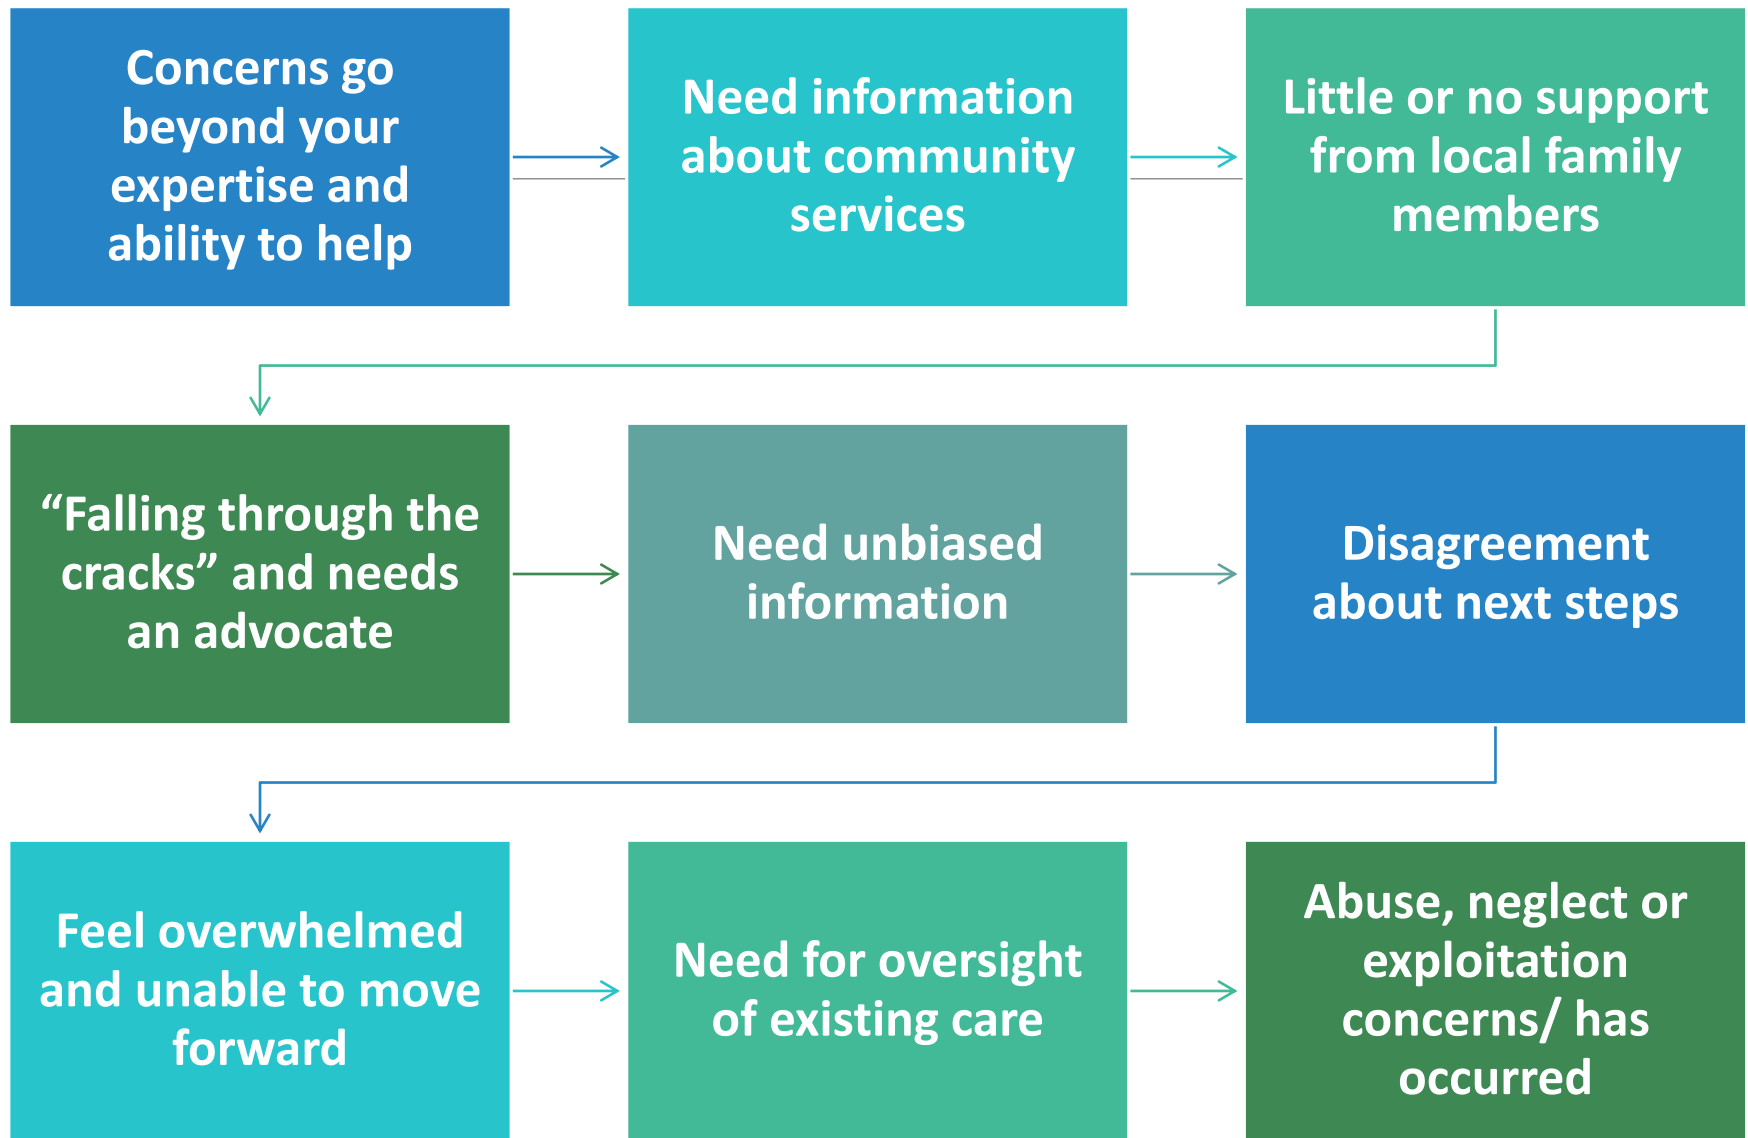 Concerns go
beyond your
expertise and
ability to help
Need information
about community
services
Little or no support
from local family
members
“Falling through the
cracks” and needs
an advocate
Need unbiased
information
Disagreement
about next steps
Feel overwhelmed
and unable to move
forward
Need for oversight
of existing care
Abuse, neglect or
exploitation
concerns/ has
occurred